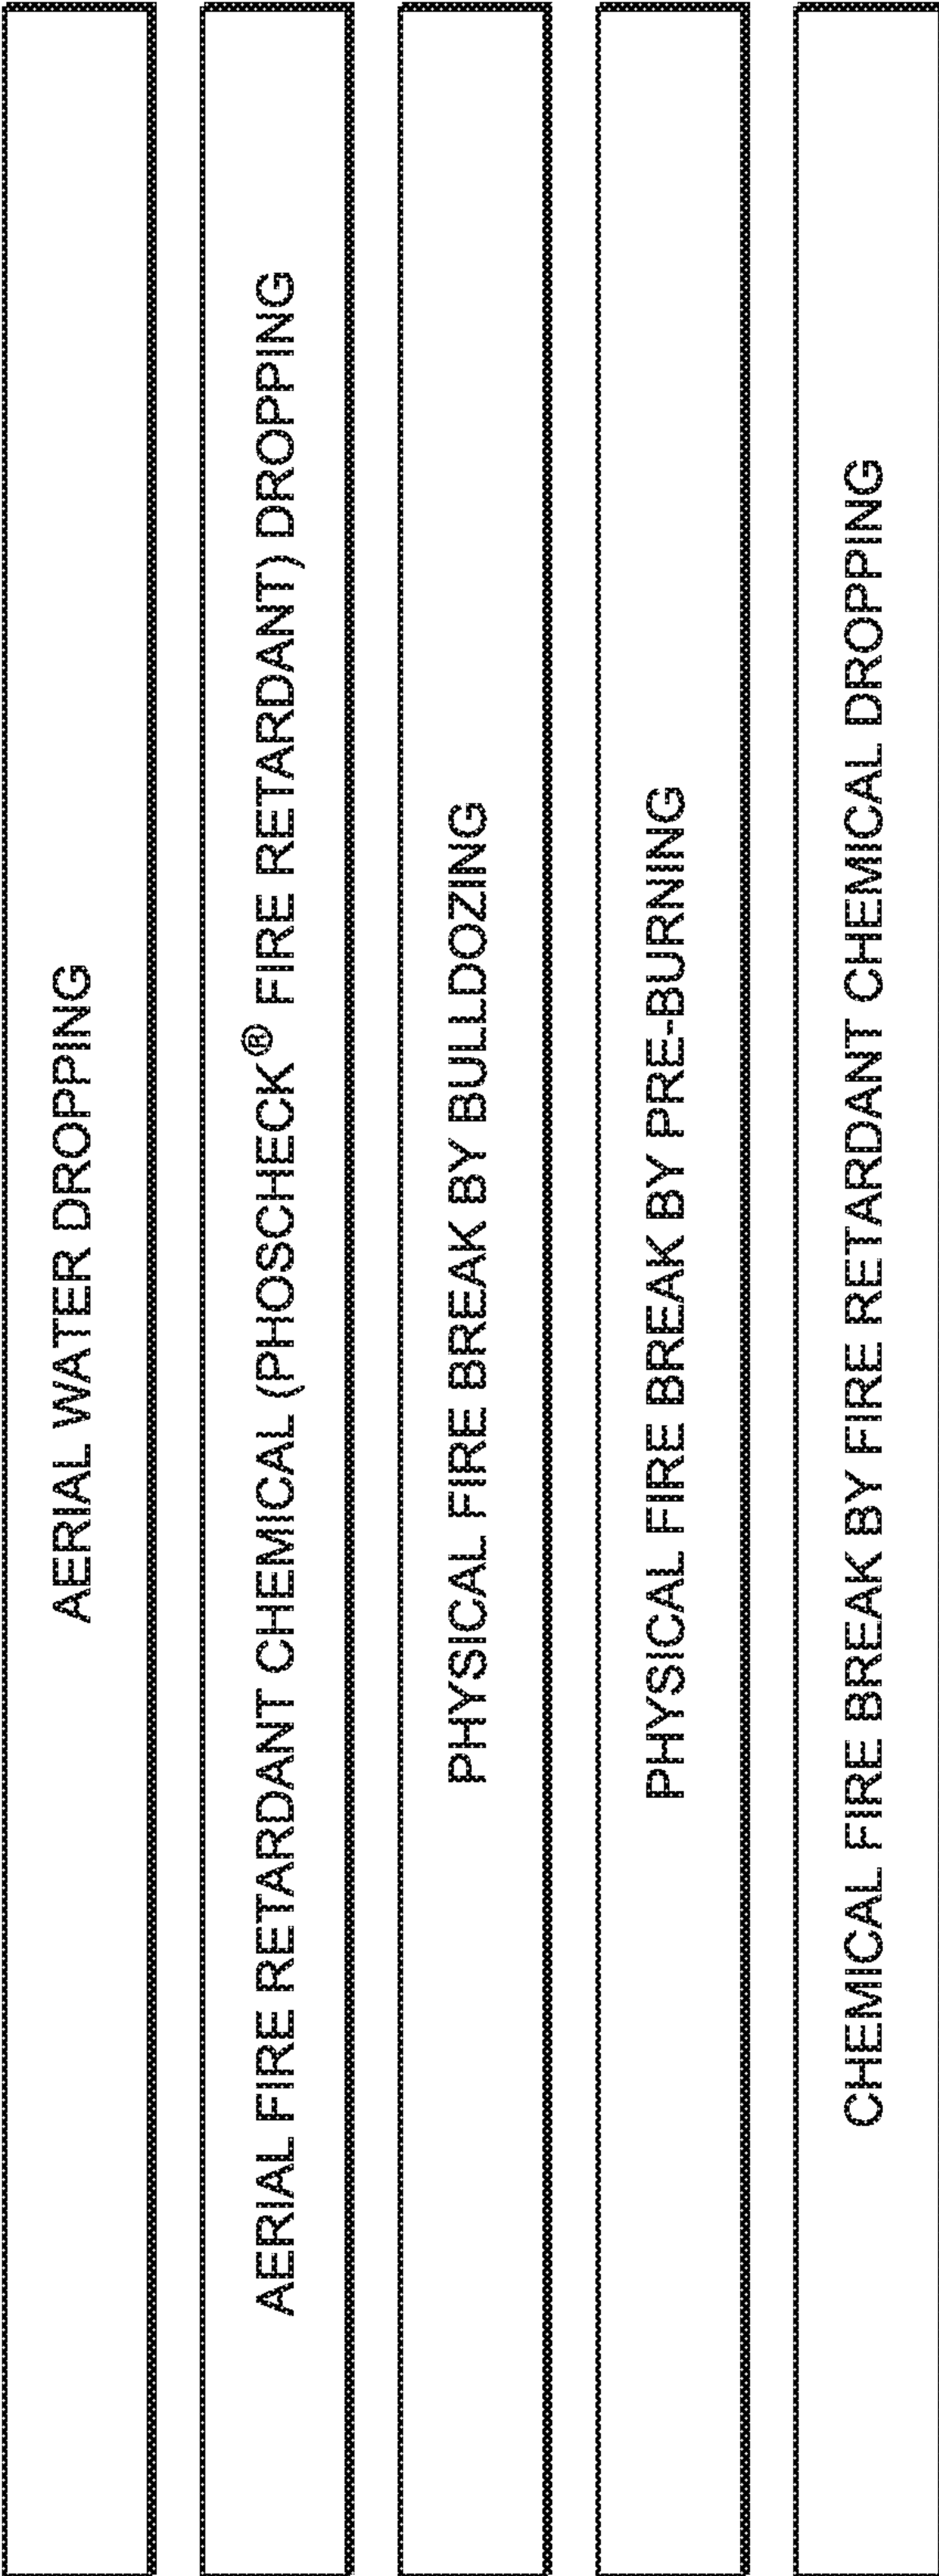 AERIAL WATER DROPPING
AERIAL FIRE RETARDANT CHEMICAL (PHOSCHECK® FIRE RETARDANT) DROPPING
PHYSICAL FIRE BREAK BY BULLDOZING
PHYSICAL FIRE BREAK BY PRE-BURNING
CHEMICAL FIRE BREAK BY FIRE RETARDANT CHEMICAL DROPPING